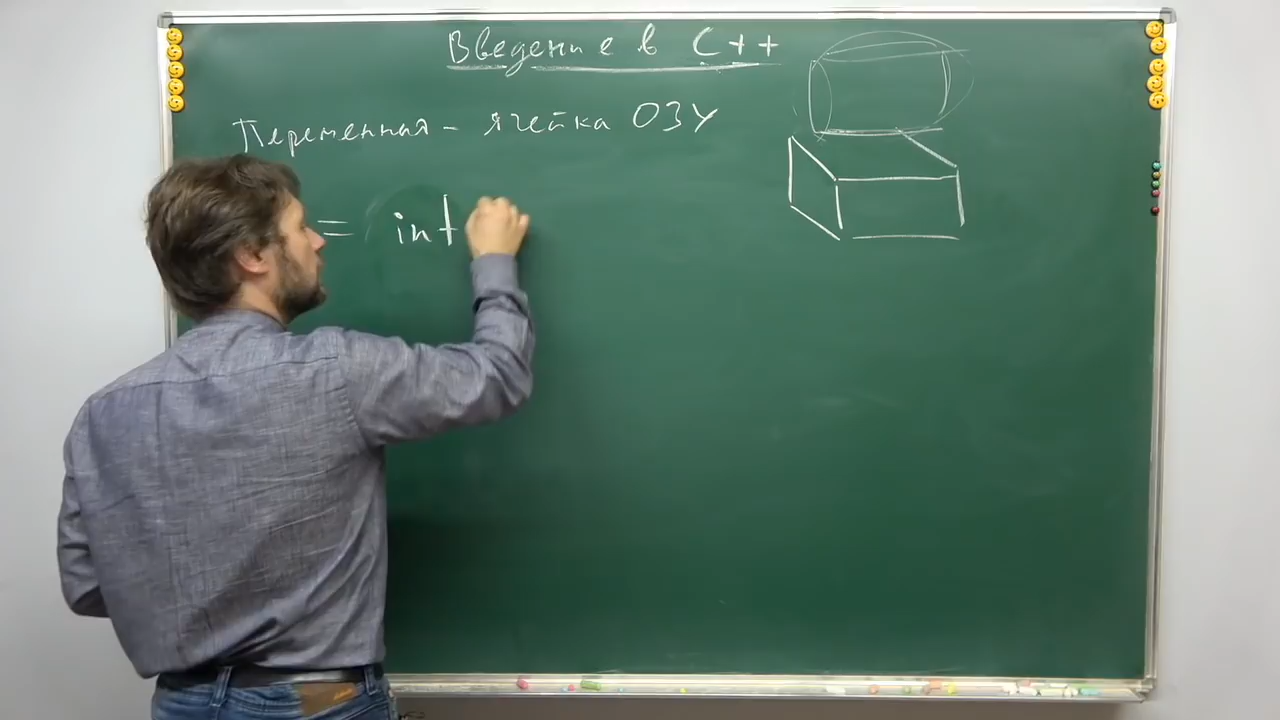 Введение в C++
Переменная - ячейка ОЗУ
= int